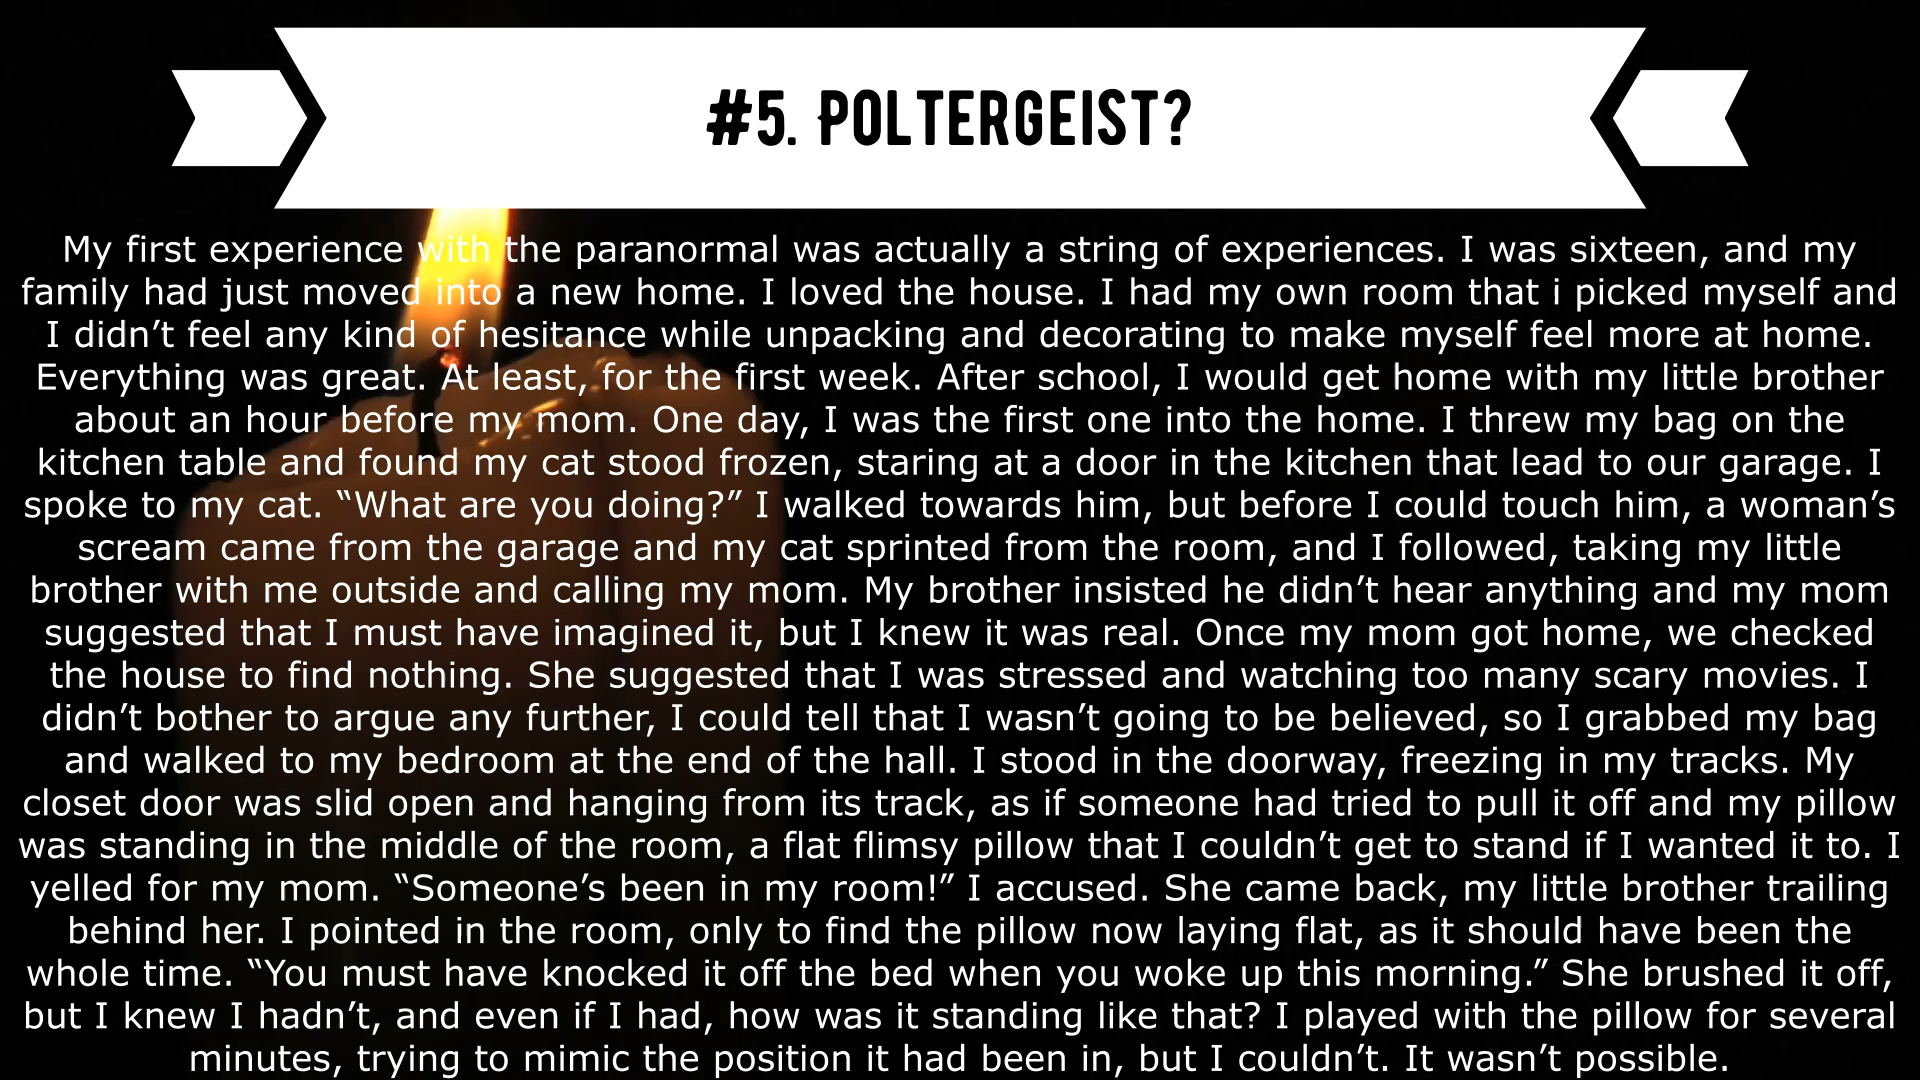 #5. POLTERGEIST?
My first experience with the paranormal was actually a string of experiences. I was sixteen, and my
family had just moved into a new home. I loved the house. I had my own room that i picked myself and
I didn’t feel any kind of hesitance while unpacking and decorating to make myself feel more at home.
Everything was great. At least, for the first week. After school, I would get home with my little brother
about an hour before my mom. One day, I was the first one into the home. I threw my bag on the
kitchen table and found my cat stood frozen, staring at a door in the kitchen that lead to our garage. I
spoke to my cat. “What are you doing?” I walked towards him, but before I could touch him, a woman’s
scream came from the garage and my cat sprinted from the room, and I followed, taking my little
brother with me outside and calling my mom. My brother insisted he didn’t hear anything and my mom
suggested that I must have imagined it, but I knew it was real. Once my mom got home, we checked
the house to find nothing. She suggested that I was stressed and watching too many scary movies. I
didn’t bother to argue any further, I could tell that I wasn’t going to be believed, so I grabbed my bag
and walked to my bedroom at the end of the hall. I stood in the doorway, freezing in my tracks. My
closet door was slid open and hanging from its track, as if someone had tried to pull it off and my pillow
was standing in the middle of the room, a flat flimsy pillow that I couldn’t get to stand if I wanted it to. I
yelled for my mom. “Someone’s been in my room!” I accused. She came back, my little brother trailing
behind her. I pointed in the room, only to find the pillow now laying flat, as it should have been the
whole time. “You must have knocked it off the bed when you woke up this morning.” She brushed it off,
but I knew I hadn’t, and even if I had, how was it standing like that? I played with the pillow for several
minutes, trying to mimic the position it had been in, but I couldn’t. It wasn’t possible.